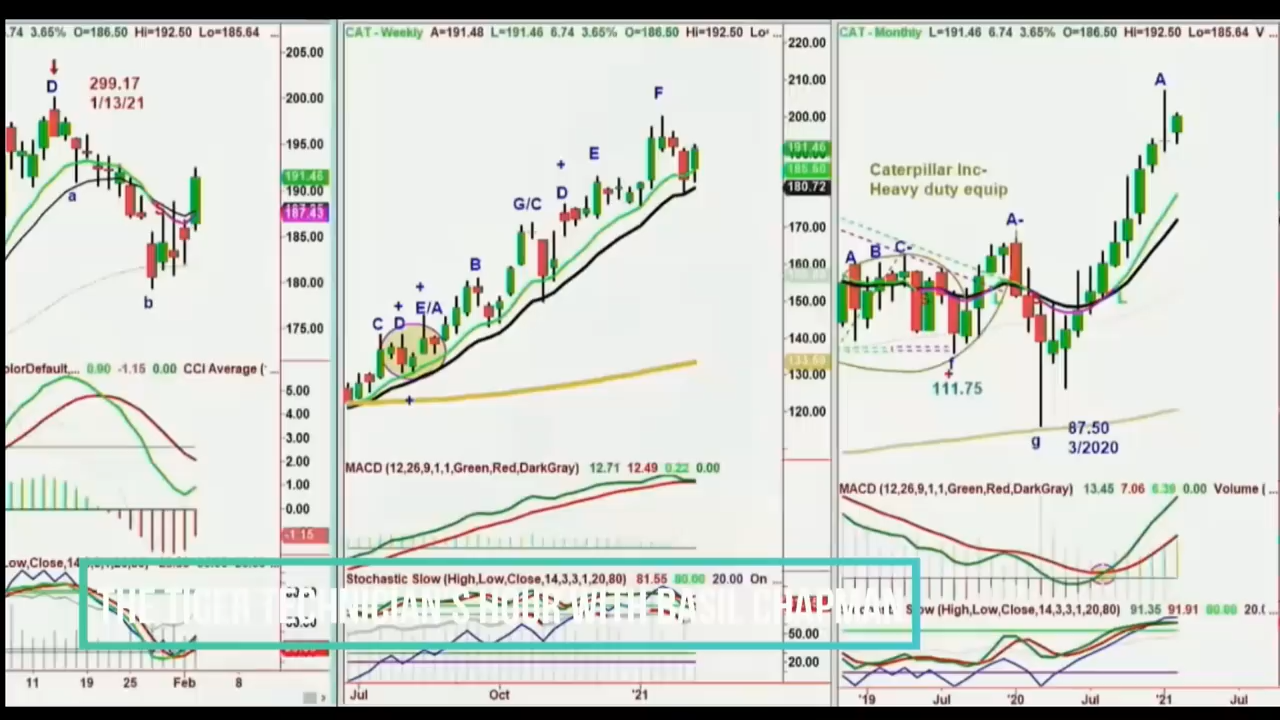 .74 3.65% O=186.50 Hi=192.50 Lo=185.64 ...
D
299.17
1/13/21
a
b
205.00
200.00
195.00
191.46
190.00
187.43
185.00
180.00
175.00
olorDefault,... 0.90 -1.15 0.00 CCI Average (
5.00
4.00
3.00
2.00
1.00
0.00
-1.15
11 19 25 Feb 8
CAT - Weekly A=191.48 L=191.46 6.74 3.65% O=186.50 Hi=192.50 Lo
F
E
+
D
G/C
B
+
E/A
+
C D
+
220.00
210.00
200.00
191.46
180.72
170.00
160.00
150.00
140.00
130.00
120.00
MACD (12,26,9,1,1,Green,Red,DarkGray) 12.71 12.49 0.22 0.00
Stochastic Slow (High,Low,Close,14,3,3,1,20,80) 81.55 80.00 20.00 On ...
50.00
20.00
Jul Oct '21
CAT - Monthly L=191.46 6.74 3.65% O=186.50 Hi=192.50 Lo=185.64 V ...
A
Caterpillar Inc-
Heavy duty equip
A-
A B C-
S
L
L
f
+
111.75
g
87.50
3/2020
MACD (12,26,9,1,1,Green,Red,DarkGray) 13.45 7.06 6.39 0.00 Volume (...
Slow (High,Low,Close,14,3,3,1,20,80) 91.35 91.91 80.00 20.(...
'19 Jul '20 Jul '21 Jul
THE TIGER TECHNICIAN'S HOUR WITH BASIL CHAPMAN